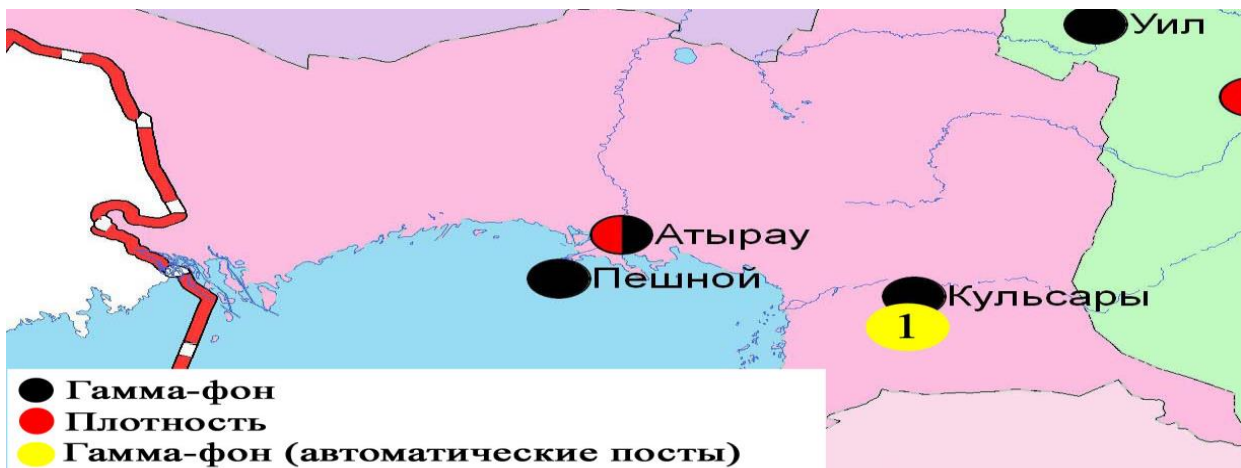 Уил
Атырау
Пешной
Кульсары
1
Гамма-фон
Плотность
Гамма-фон (автоматические посты)